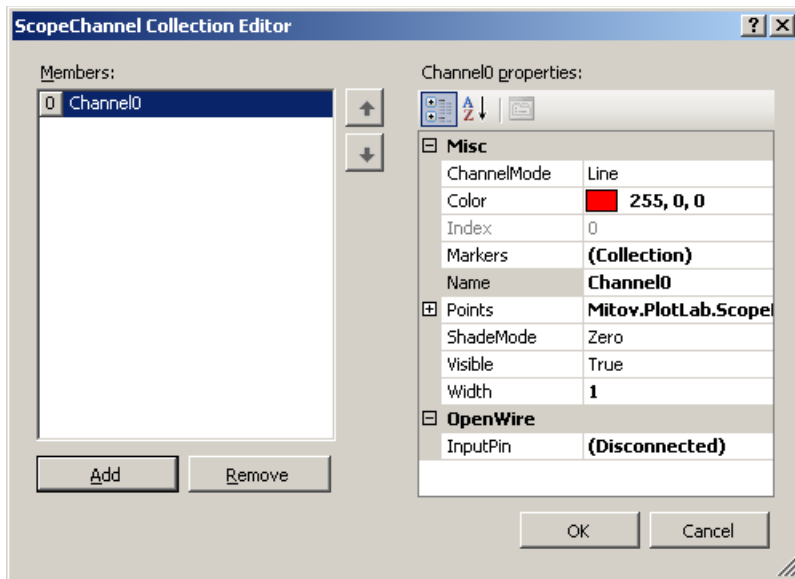 ScopeChannel Collection Editor
Members:
0 Channel0
Add
Remove
Channel0 properties:
Misc
ChannelMode Line
Color 255, 0, 0
Index 0
Markers (Collection)
Name Channel0
Points Mitov.PlotLab.Scope
ShadeMode Zero
Visible True
Width 1
OpenWire
InputPin (Disconnected)
OK
Cancel